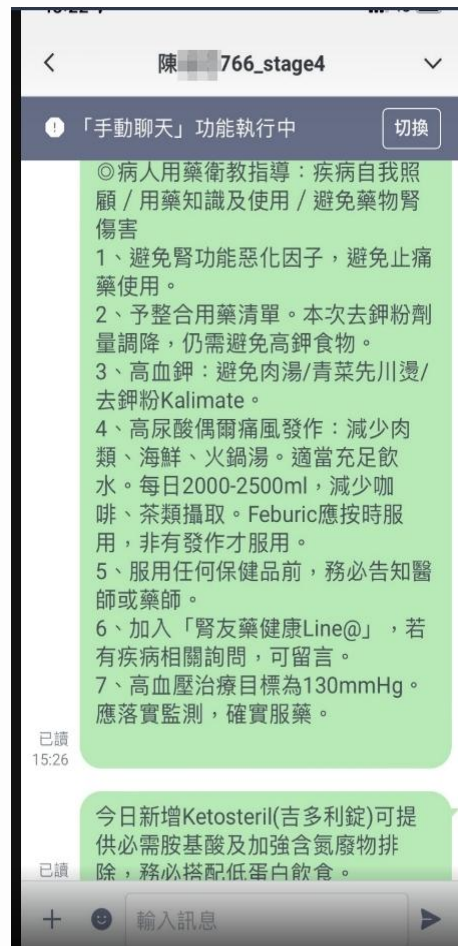 陳 766_stage4
「手動聊天」功能執行中
切換
◎病人用藥衛教指導：疾病自我照
顧 / 用藥知識及使用 / 避免藥物腎
傷害
1、避免腎功能惡化因子，避免止痛
藥使用。
2、予整合用藥清單。本次去鉀粉劑
量調降，仍需避免高鉀食物。
3、高血鉀：避免肉湯/青菜先川燙/
去鉀粉Kalimate。
4、高尿酸偶爾痛風發作：減少肉
類、海鮮、火鍋湯。適當充足飲
水。每日2000-2500ml，減少咖
啡、茶類攝取。Feburic應按時服
用，非有發作才服用。
5、服用任何保健品前，務必告知醫
師或藥師。
6、加入「腎友藥健康Line@」，若
有疾病相關詢問，可留言。
7、高血壓治療目標為130mmHg。
應落實監測，確實服藥。
已讀
15:26
今日新增Ketosteril(吉多利錠)可提
供必需胺基酸及加強含氮廢物排
除，務必搭配低蛋白飲食。
已讀
輸入訊息